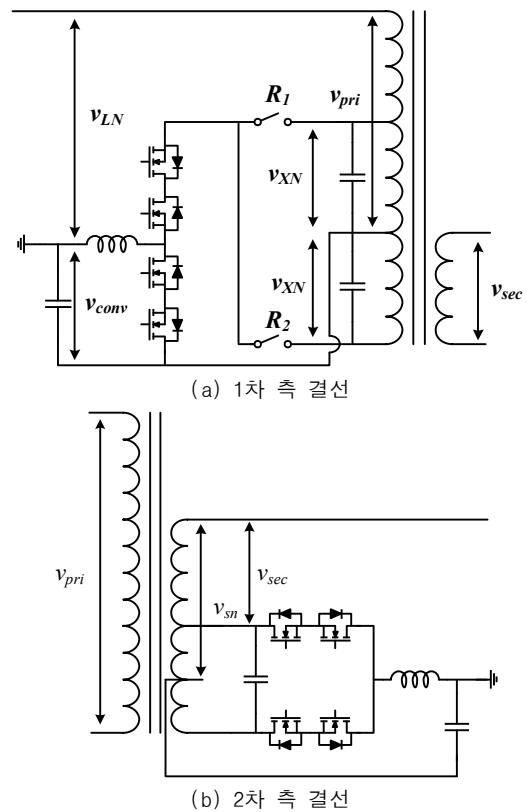 v_LN
R_1
v_pri
v_XN
v_XN
v_conv
R_2
v_sec
(a) 1차 측 결선
v_pri
v_sec
v_sn
(b) 2차 측 결선